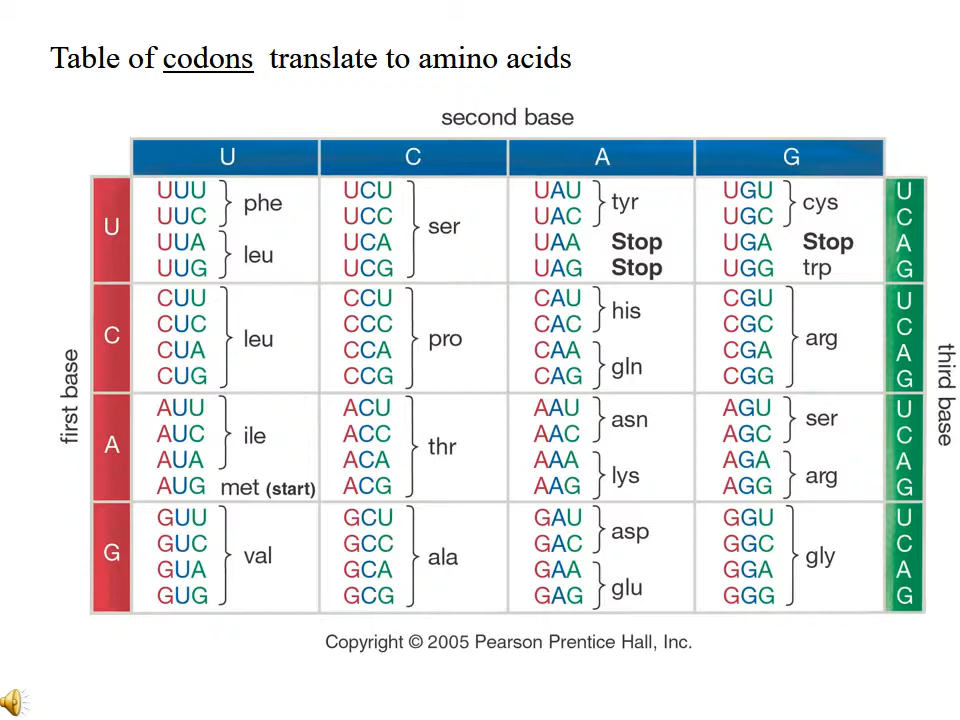 Table of codons translate to amino acids
second base
U C A G
first base
third base
U
UUU
UUC
phe
UUA
UUG
leu
UCU
UCC
UCA
UCG
ser
UAU
UAC
tyr
UAA Stop
UAG Stop
UGU
UGC
cys
UGA Stop
UGG trp
U
C
A
G
C
CUU
CUC
CUA
CUG
leu
CCU
CCC
CCA
CCG
pro
CAU
CAC
his
CAA
CAG
gln
CGU
CGC
CGA
CGG
arg
U
C
A
G
A
AUU
AUC
AUA
ile
AUG met (start)
ACU
ACC
ACA
ACG
thr
AAU
AAC
asn
AAA
AAG
lys
AGU
AGC
ser
AGA
AGG
arg
U
C
A
G
G
GUU
GUC
GUA
GUG
val
GCU
GCC
GCA
GCG
ala
GAU
GAC
asp
GAA
GAG
glu
GGU
GGC
GGA
GGG
gly
U
C
A
G
Copyright © 2005 Pearson Prentice Hall, Inc.